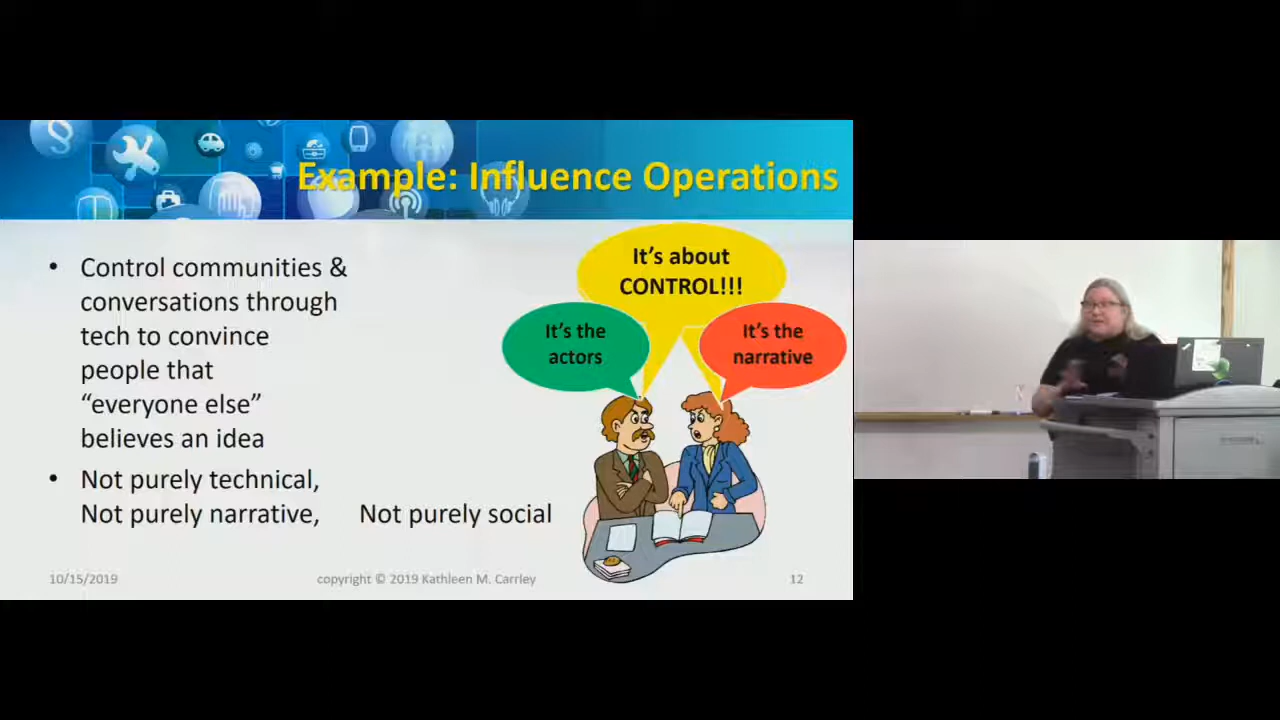 Example: Influence Operations
• Control communities &
conversations through
tech to convince
people that
“everyone else”
believes an idea
• Not purely technical,
Not purely narrative, Not purely social
It’s about
CONTROL!!!
It’s the
actors
It’s the
narrative
10/15/2019
copyright © 2019 Kathleen M. Carrley
12